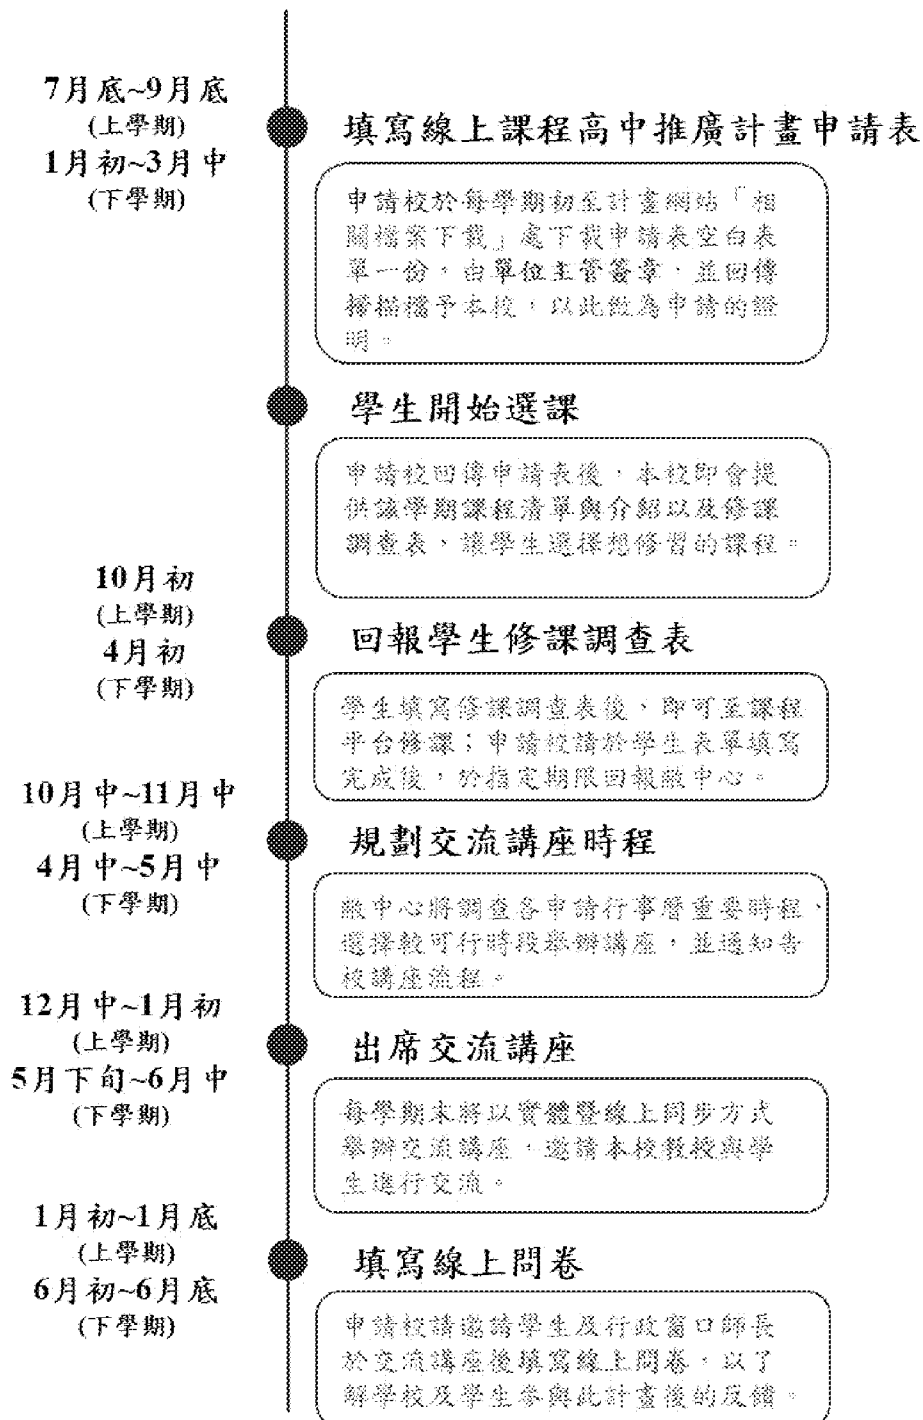 7月底~9月底
(上學期)
1月初~3月中
(下學期)
填寫線上課程高中推廣計畫申請表
申請校於每學期初至計畫網站「相
關檔案下載」處下載申請表空白表
單一份，由單位主管簽章，並回傳
掃描檔予本校，以此做為申請的證
明。
學生開始選課
申請校回傳申請表後，本校即會提
供該學期課程清單與介紹以及修課
調查表，讓學生選擇想修習的課程。
10月初
(上學期)
4月初
(下學期)
回報學生修課調查表
學生填寫修課調查表後，即可至課程
平台修課；申請校請於學生表單填寫
完成後，於指定期限回報敝中心。
10月中~11月中
(上學期)
4月中~5月中
(下學期)
規劃交流講座時程
敝中心將調查各申請行事曆重要時程、
選擇較可行時段舉辦講座，並通知各
校講座流程。
12月中~1月初
(上學期)
5月下旬~6月中
(下學期)
出席交流講座
每學期末將以實體暨線上同步方式
舉辦交流講座，邀請本校教授與學
生進行交流。
1月初~1月底
(上學期)
6月初~6月底
(下學期)
填寫線上問卷
申請校請邀請學生及行政窗口師長
於交流講座後填寫線上問卷，以了
解學校及學生參與此計畫後的反饋。